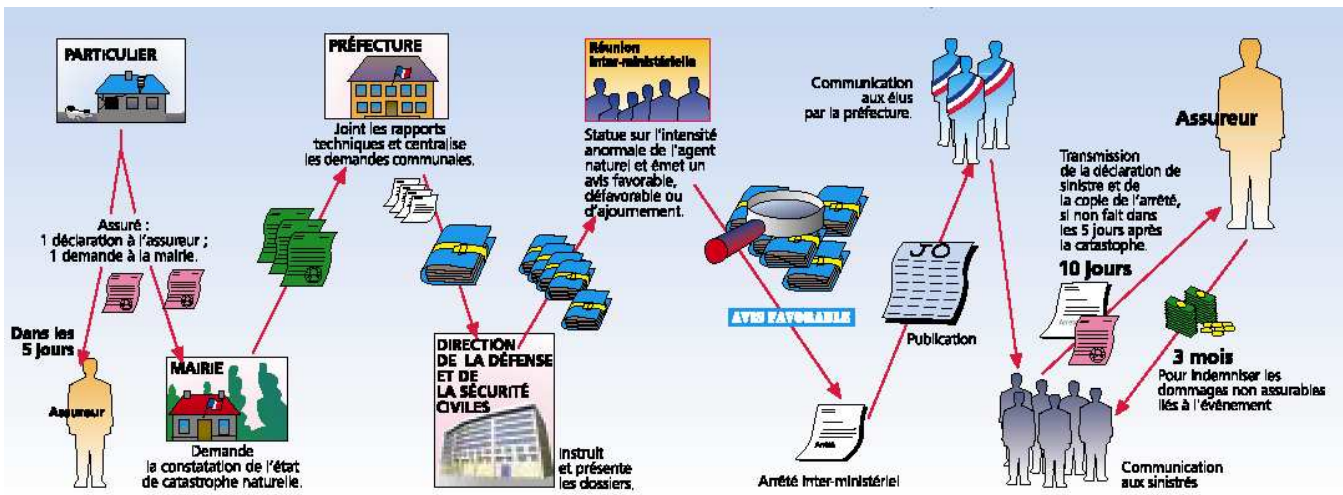 PARTICULIER
Assuré :
1 déclaration à l'assureur ;
1 demande à la mairie.
Dans les
5 jours
Assureur
MAIRIE
Demande
la constatation de l'état
de catastrophe naturelle.
PRÉFECTURE
Joint les rapports
techniques et centralise
les demandes communales.
DIRECTION
DE LA DÉFENSE
ET DE
LA SÉCURITÉ
CIVILES
Instruit
et présente
les dossiers.
Réunion
Inter-ministérielle
Statue sur l'intensité
anormale de l'agent
naturel et émet un
avis favorable,
défavorable ou
d'ajournement.
AVIS FAVORABLE
Arrêté
Arrêté Inter-ministériel
JO
Publication
Communication
aux élus
par la préfecture.
Assureur
Transmission
de la déclaration de
sinistre et de
la copie de l'arrêté,
si non fait dans
les 5 jours après
la catastophe.
10 Jours
Arrêté
3 mois
Pour indemniser les
dommages non assurables
liés à l'évènement
Communication
aux sinistrés